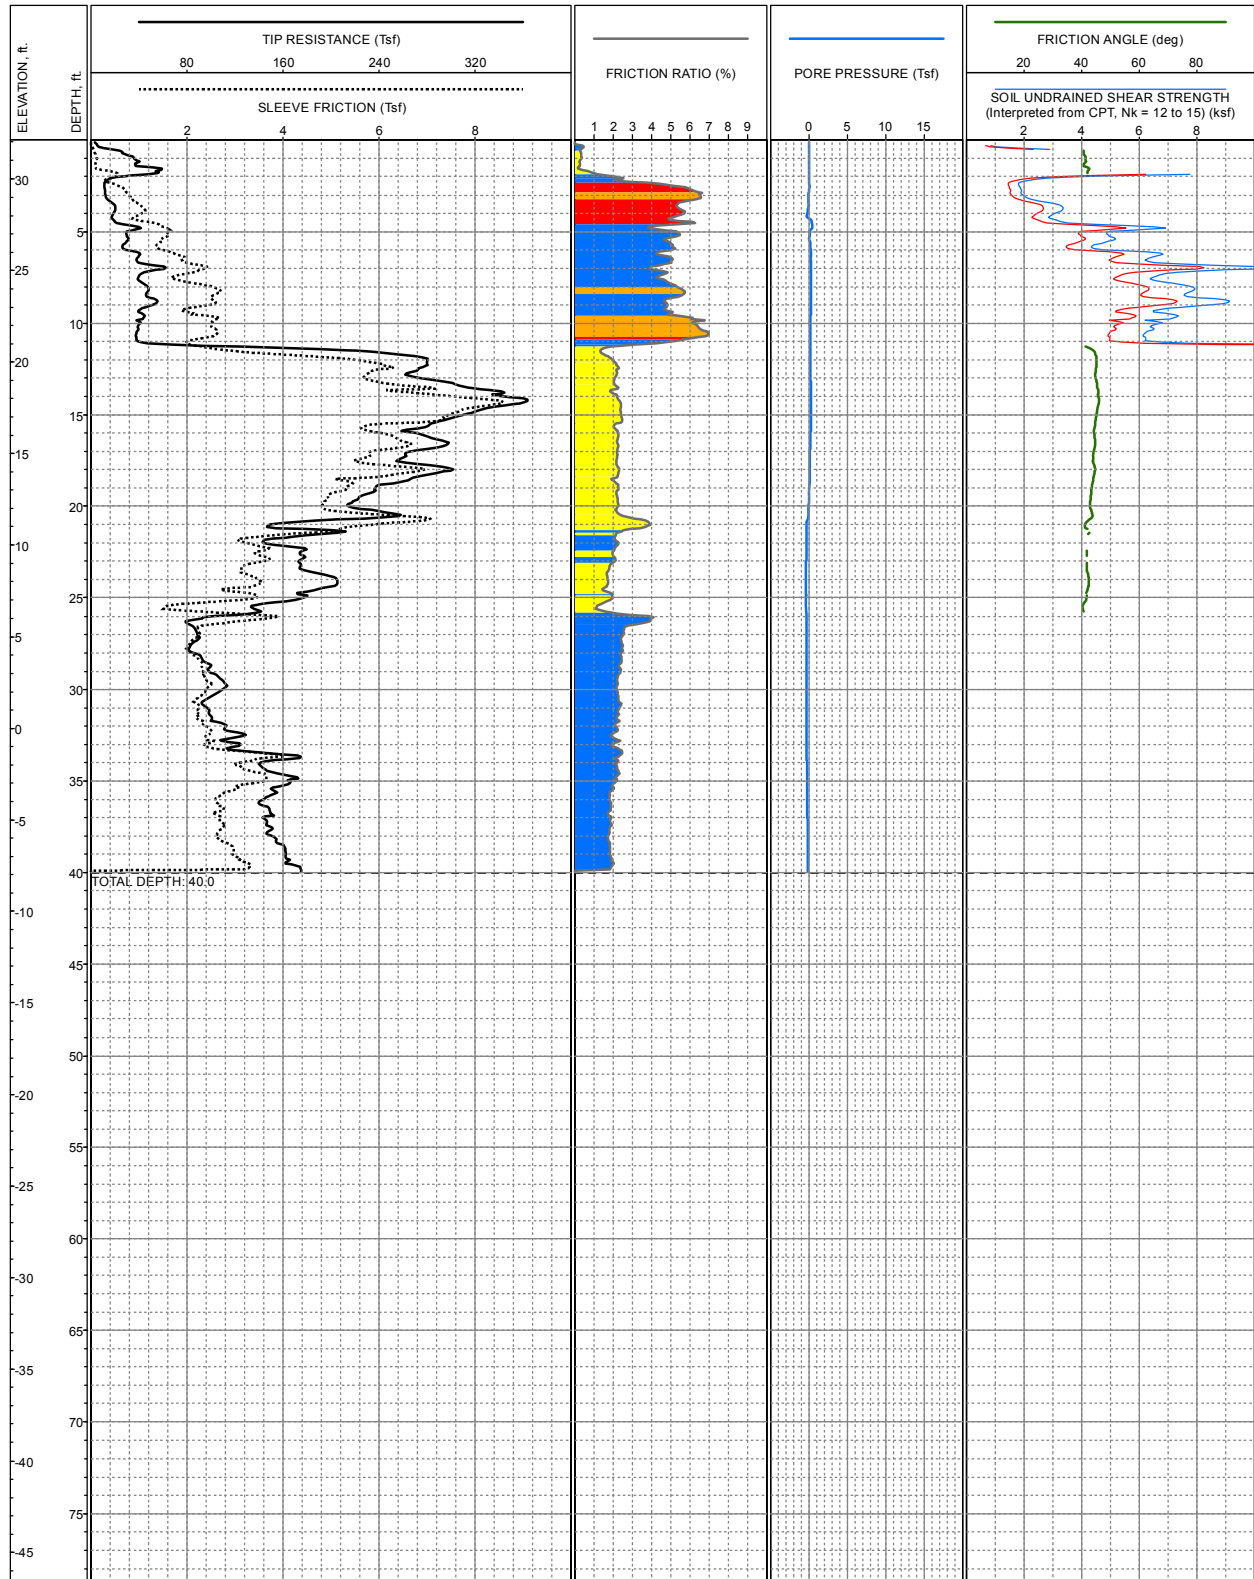 ELEVATION, ft.
DEPTH, ft.
TIP RESISTANCE (Tsf)
80 160 240 320
SLEEVE FRICTION (Tsf)
2 4 6 8
FRICTION RATIO (%)
1 2 3 4 5 6 7 8 9
PORE PRESSURE (Tsf)
0 5 10 15
FRICTION ANGLE (deg)
20 40 60 80
SOIL UNDRAINED SHEAR STRENGTH
(Interpreted from CPT, Nk = 12 to 15) (ksf)
20 40 60 80
2 4 6 8
30
5
25
10
20
15
15
20
10
25
5
30
0
35
-5
40
TOTAL DEPTH: 40.0
-10
45
-15
50
-20
55
-25
60
-30
65
-35
70
-40
75
-45